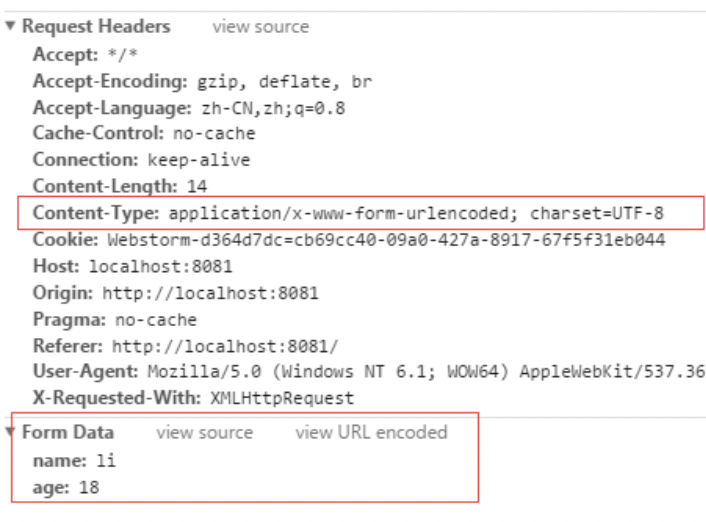 Request Headers view source
Accept: */*
Accept-Encoding: gzip, deflate, br
Accept-Language: zh-CN,zh;q=0.8
Cache-Control: no-cache
Connection: keep-alive
Content-Length: 14
Content-Type: application/x-www-form-urlencoded; charset=UTF-8
Cookie: Webstorm-d364d7dc=cb69cc40-09a0-427a-8917-67f5f31eb044
Host: localhost:8081
Origin: http://localhost:8081
Pragma: no-cache
Referer: http://localhost:8081/
User-Agent: Mozilla/5.0 (Windows NT 6.1; WOW64) AppleWebKit/537.36
X-Requested-With: XMLHttpRequest
Form Data view source view URL encoded
name: li
age: 18